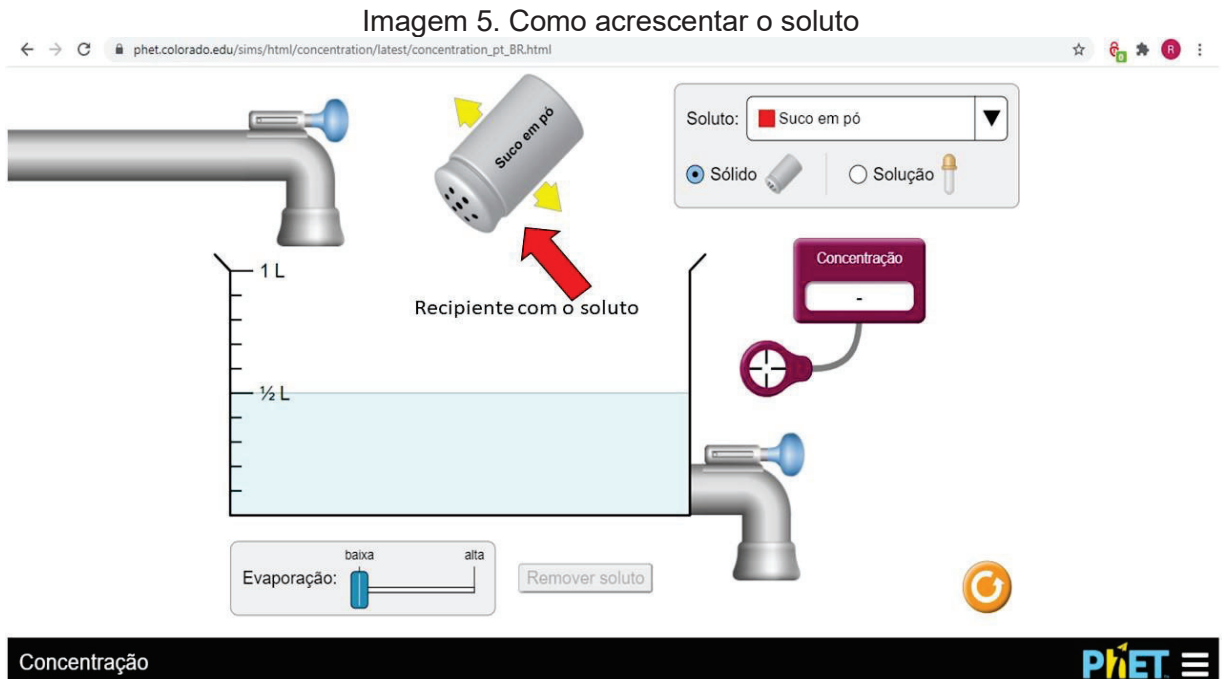 Imagem 5. Como acrescentar o soluto
phet.colorado.edu/sims/html/concentration/latest/concentration_pt_BR.html
R
0
Suco em pó
Soluto: Suco em pó
Sólido Solução
Concentração
-
1 L
Recipiente com o soluto
½ L
baixa alta
Evaporação:
Remover soluto
Concentração
PhET